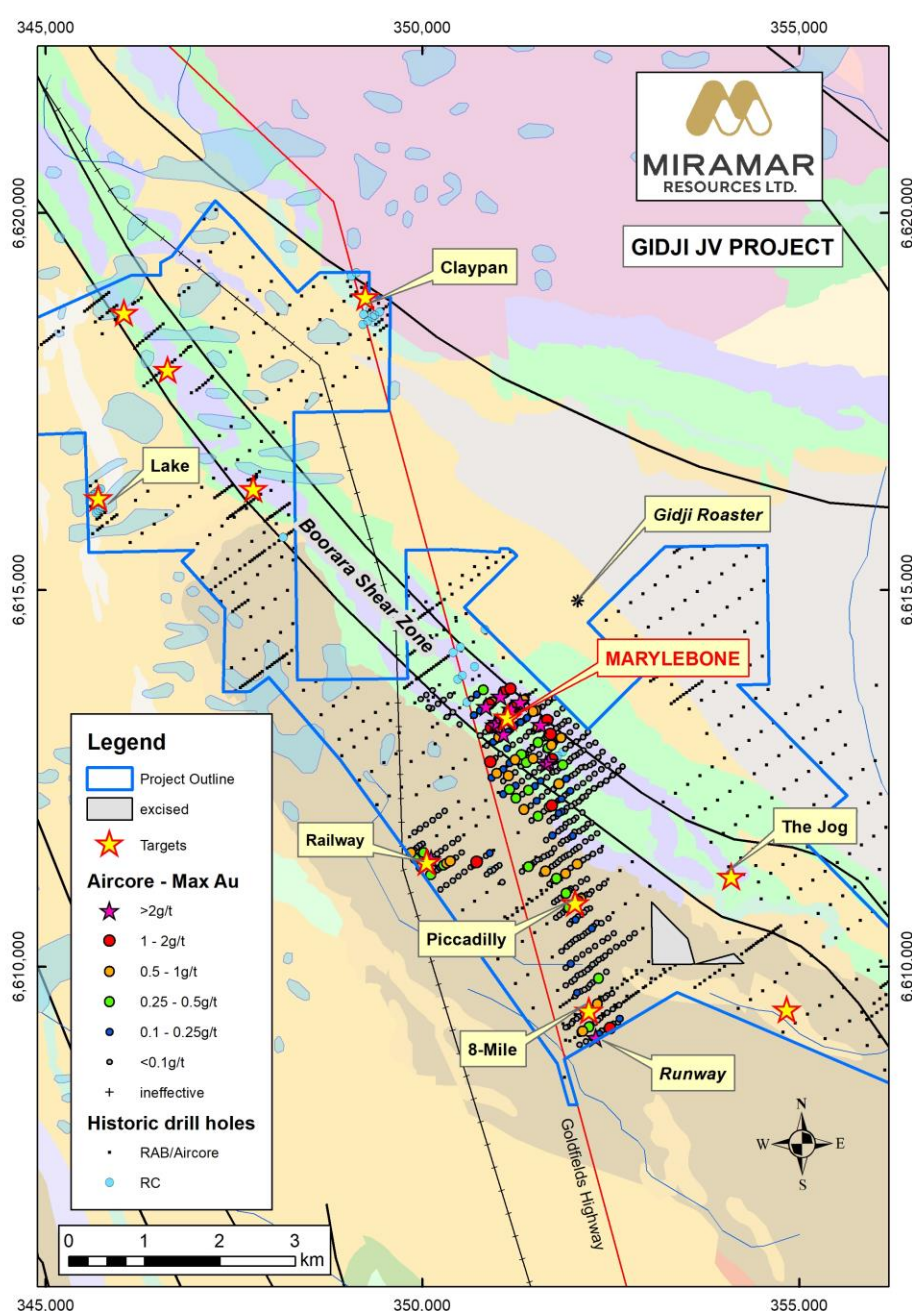 345,000
350,000
355,000
6,620,000
6,620,000
MIRAMAR
RESOURCES LTD.
GIDJI JV PROJECT
Claypan
Lake
Gidji Roaster
Boorara Shear Zone
6,615,000
6,615,000
MARYLEBONE
Legend
Project Outline
excised
Targets
Aircore - Max Au
>2g/t
1 - 2g/t
0.5 - 1g/t
0.25 - 0.5g/t
0.1 - 0.25g/t
<0.1g/t
ineffective
Historic drill holes
RAB/Aircore
RC
Railway
The Jog
Piccadilly
6,610,000
6,610,000
8-Mile
Runway
Goldfields Highway
N
W
E
S
0
1
2
3
km
345,000
350,000
355,000